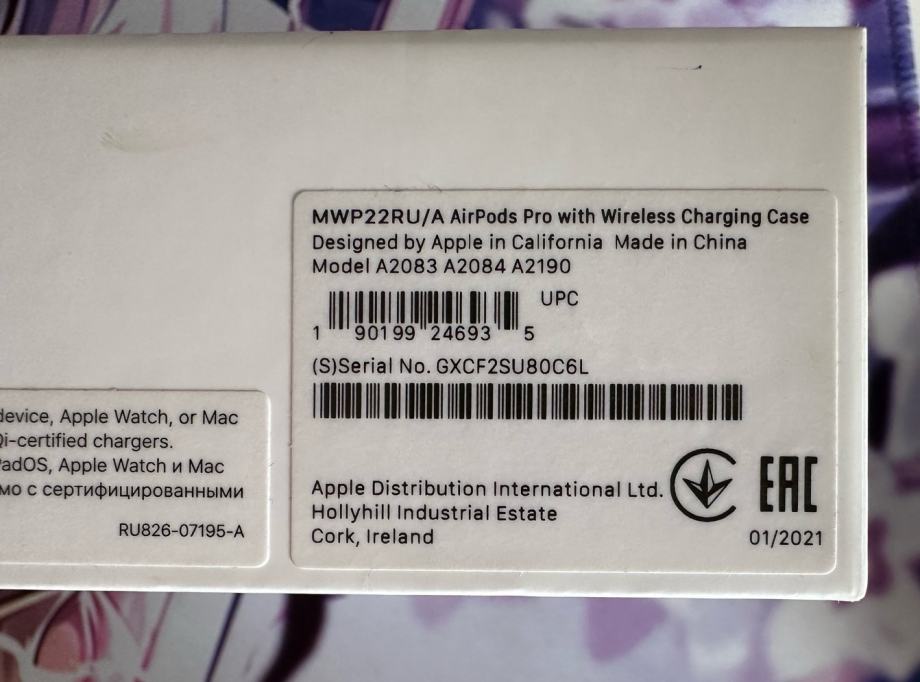 MWP22RU/A AirPods Pro with Wireless Charging Case
Designed by Apple in California Made in China
Model A2083 A2084 A2190
UPC
1 90199 24693 5
(S)Serial No. GXCF2SU80C6L
Apple Distribution International Ltd.
Hollyhill Industrial Estate
Cork, Ireland
EAC
01/2021
device, Apple Watch, or Mac
Qi-certified chargers.
PadOS, Apple Watch и Mac
мо с сертифицированными
RU826-07195-A